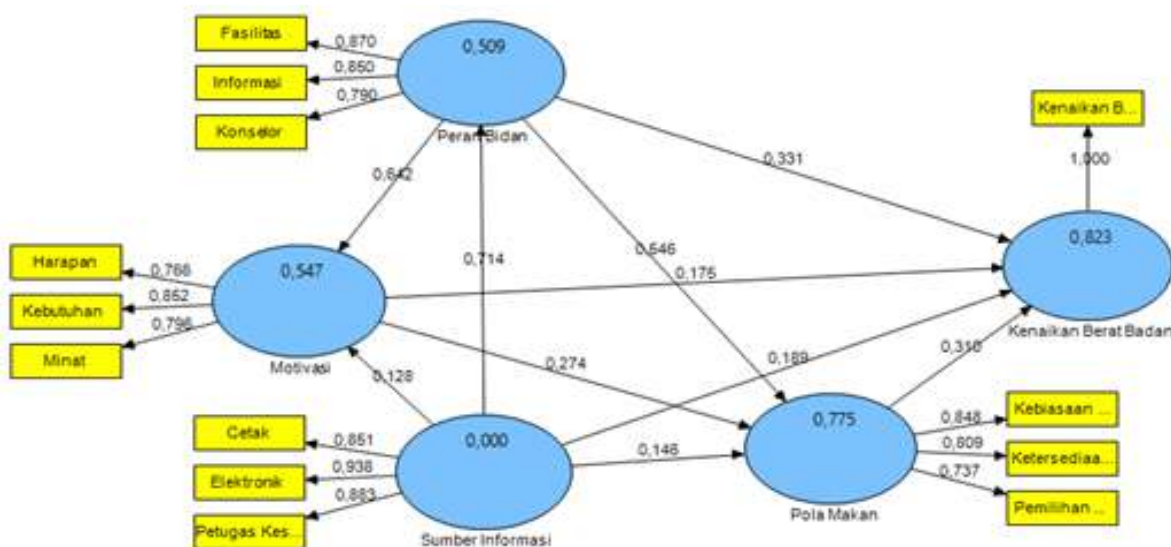 Fasilitas
0,870
0,509
Informasi
0,850
0,790
Konselor
Peran Bidan
Kenaikan B...
1,000
0,331
0,642
0,823
Harapan
0,547
0,714
0,546
0,766
0,175
Kebutuhan
0,852
Kenaikan Berat Badan
0,796
Minat
Motivasi
0,189
0,310
0,274
0,128
Kebiasaan ...
Cetak
0,000
0,775
0,848
0,851
0,809
Ketersediaa...
Elektronik
0,938
0,146
0,737
0,883
Pemilihan ...
Petugas Kes...
Sumber Informasi
Pola Makan